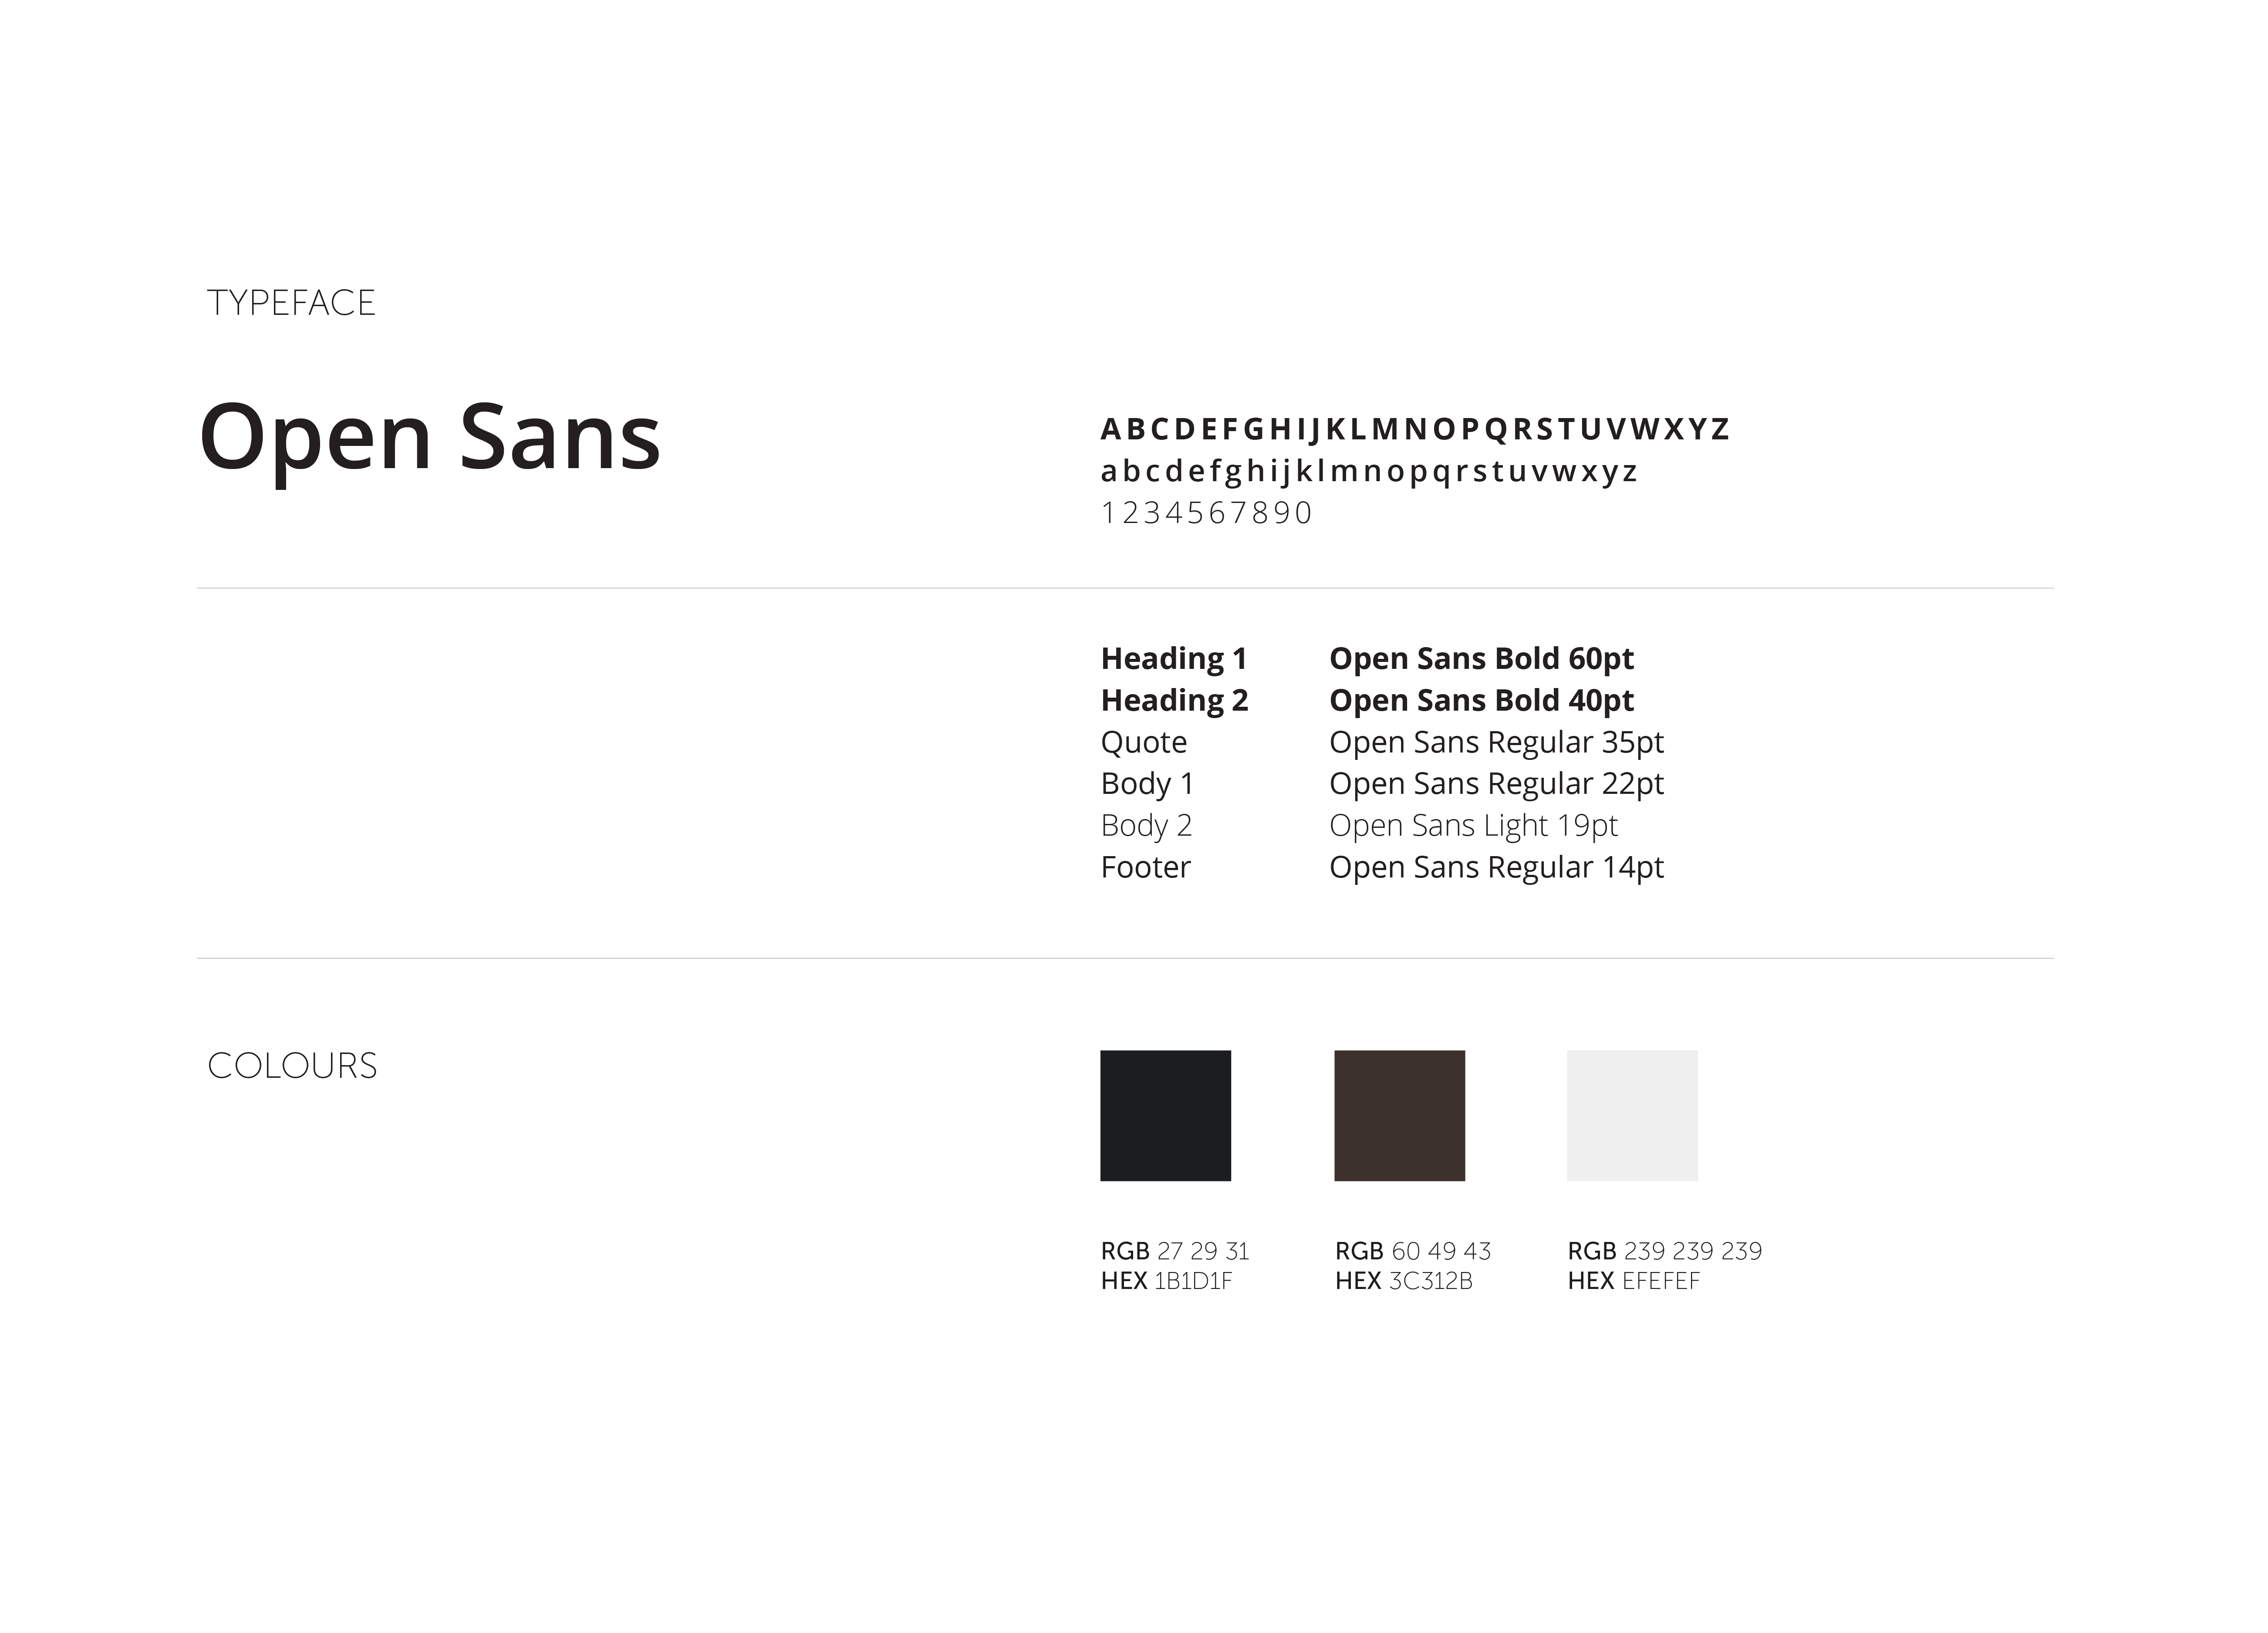 TYPEFACE
Open Sans
ABCDEFGHIJKLMNOPQRSTUVWXYZ
abcdefghijklmnopqrstuvwxyz
1234567890
Heading 1 Open Sans Bold 60pt
Heading 2 Open Sans Bold 40pt
Quote Open Sans Regular 35pt
Body 1 Open Sans Regular 22pt
Body 2 Open Sans Light 19pt
Footer Open Sans Regular 14pt
COLOURS
RGB 27 29 31
HEX 1B1D1F
RGB 60 49 43
HEX 3C312B
RGB 239 239 239
HEX EFEFEF